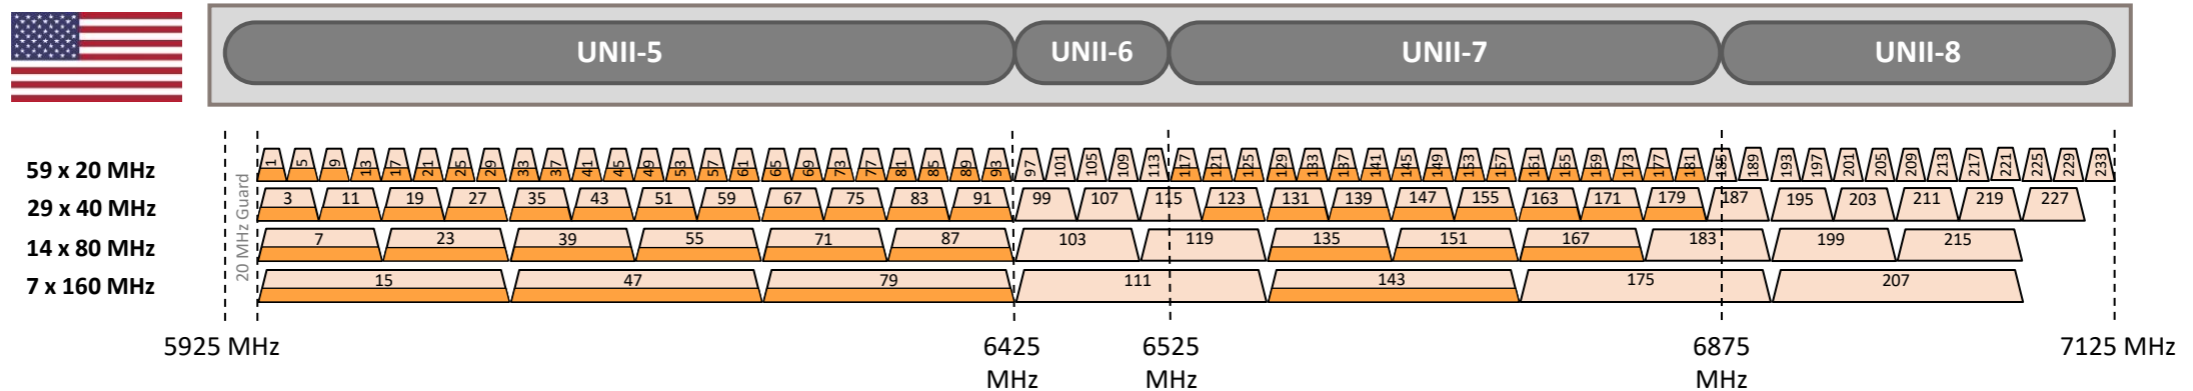 UNII-5 UNII-6 UNII-7 UNII-8
59 x 20 MHz
1 5 9 13 17 21 25 29 33 37 41 45 49 53 57 61 65 69 73 77 81 85 89 93 97 101 105 109 113 117 121 125 129 133 137 141 145 149 153 157 161 165 169 173 177 181 185 189 193 197 201 205 209 213 217 221 225 229 233
29 x 40 MHz
3 11 19 27 35 43 51 59 67 75 83 91 99 107 115 123 131 139 147 155 163 171 179 187 195 203 211 219 227
14 x 80 MHz
7 23 39 55 71 87 103 119 135 151 167 183 199 215
7 x 160 MHz
15 47 79 111 143 175 207
20 MHz Guard
5925 MHz
6425
MHz
6525
MHz
6875
MHz
7125 MHz